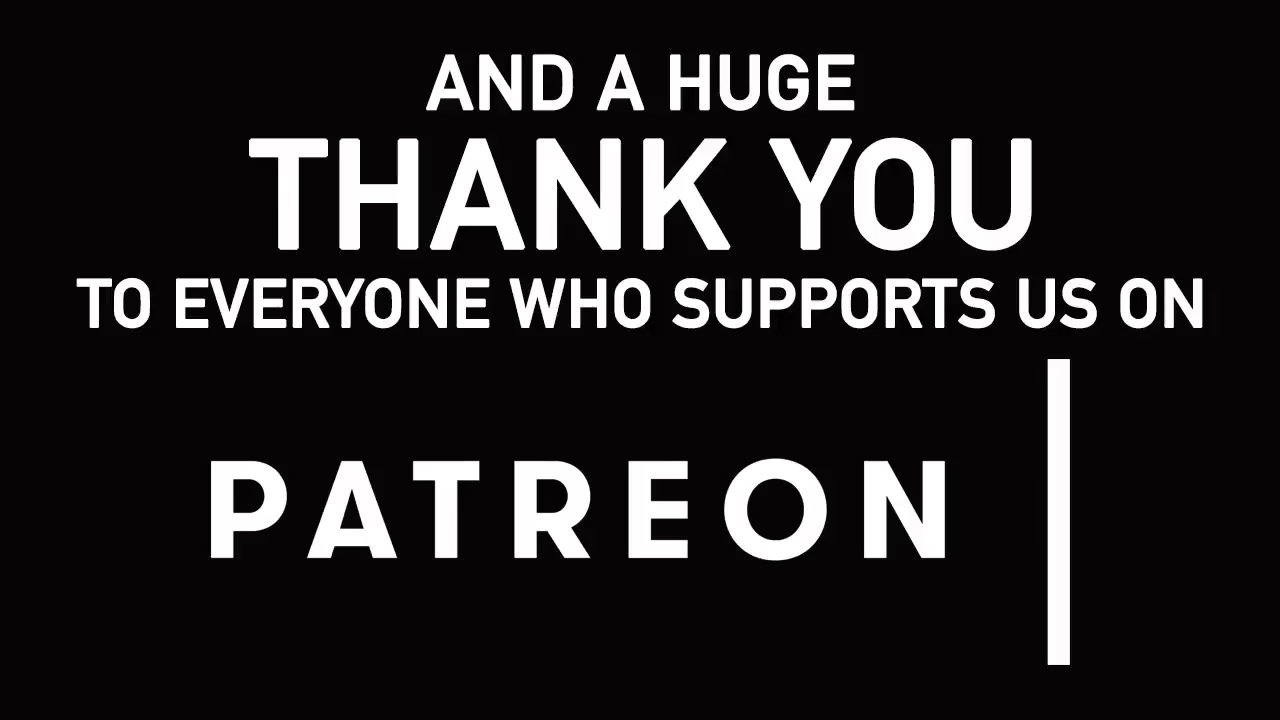 AND A HUGE
THANK YOU
TO EVERYONE WHO SUPPORTS US ON
PATREON